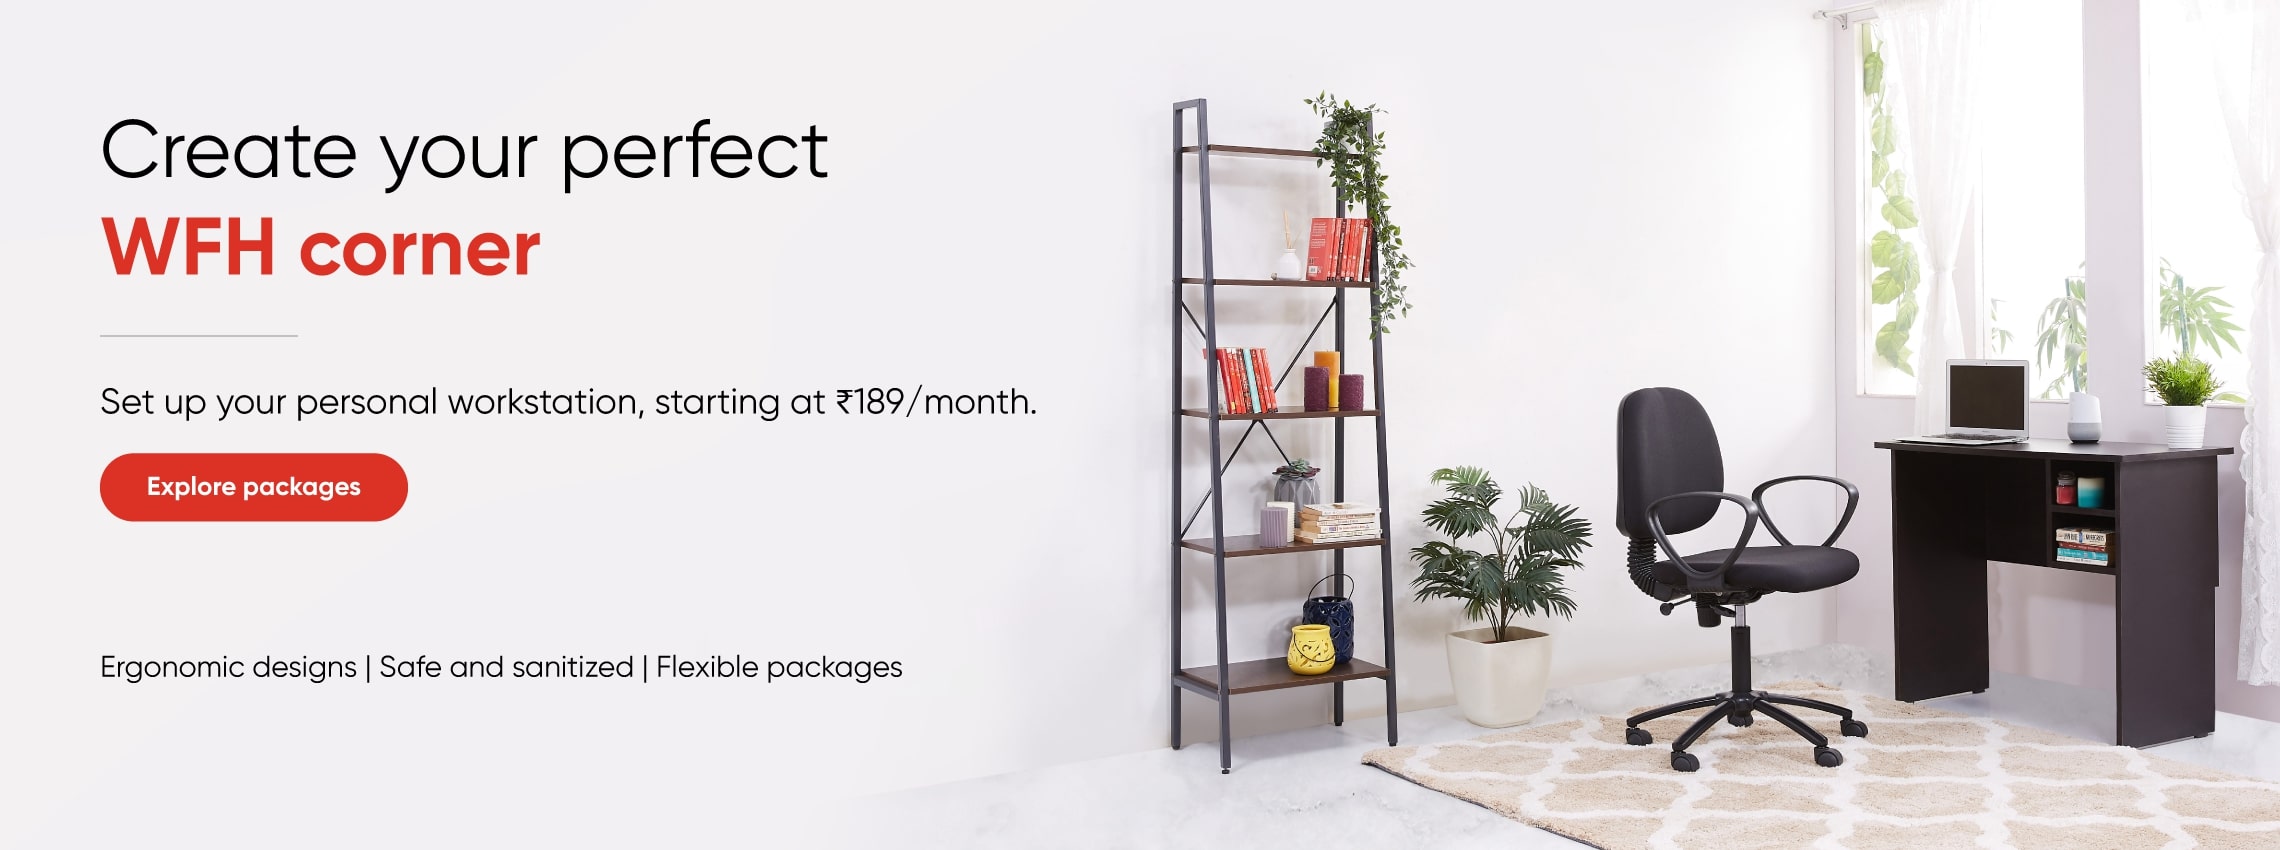 Create your perfect
WFH corner
Set up your personal workstation, starting at ₹189/month.
Explore packages
Ergonomic designs | Safe and sanitized | Flexible packages